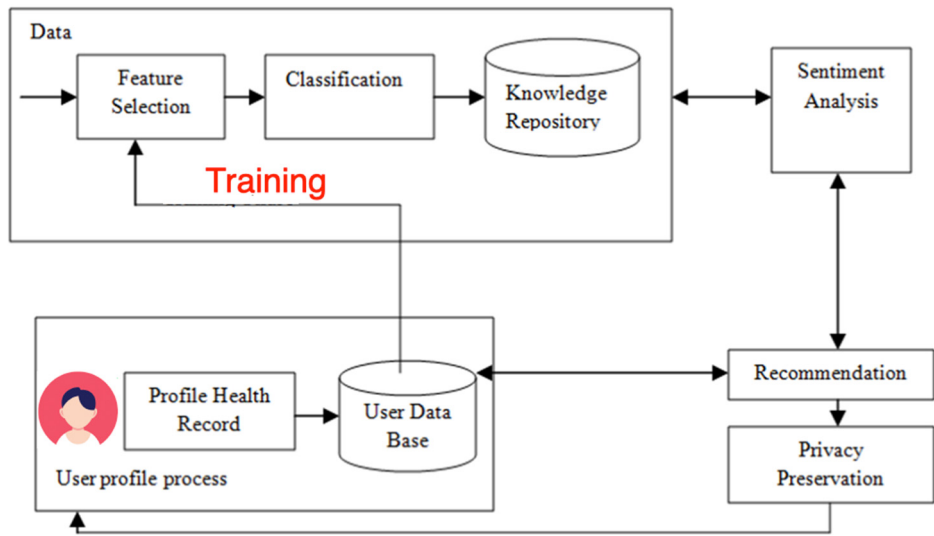 Data
Feature
Selection
Classification
Knowledge
Repository
Sentiment
Analysis
Training
Profile Health
Record
User Data
Base
User profile process
Recommendation
Privacy
Preservation